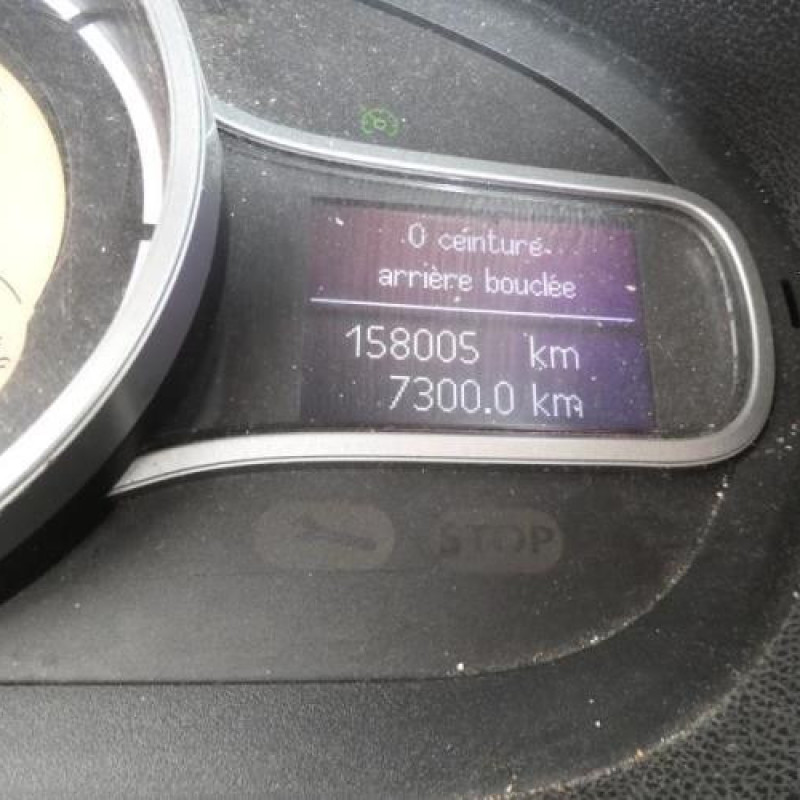 0 ceinture
arrière bouclée
158005 km
7300.0 km
STOP